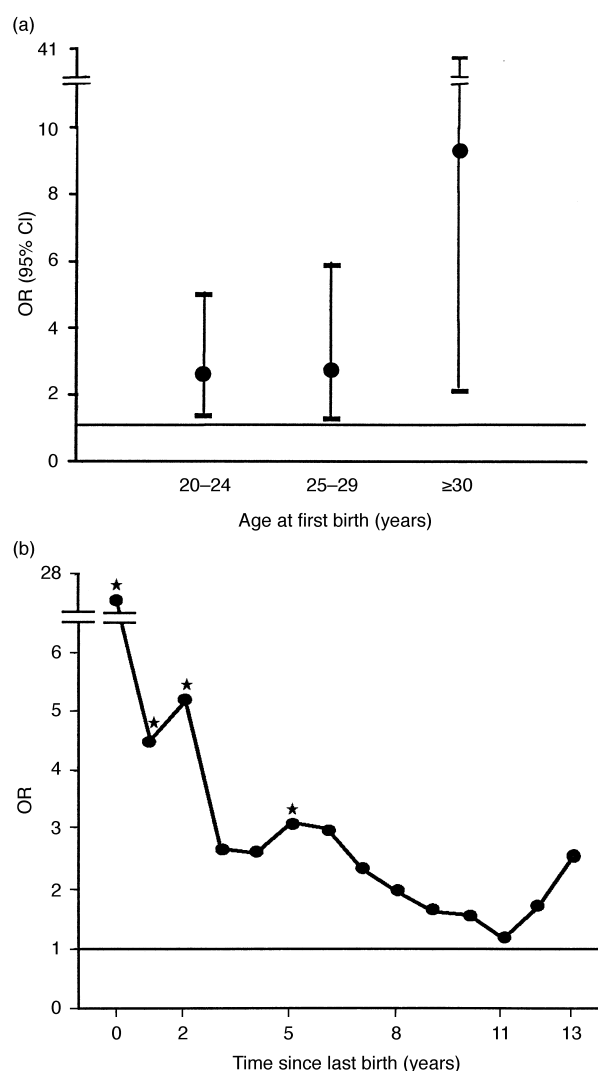 (a)
41
10
8
6
4
2
0
OR (95% CI)
20–24 25–29 ≥30
Age at first birth (years)
(b)
28
6
5
4
3
2
1
0
OR
0 2 5 8 11 13
Time since last birth (years)